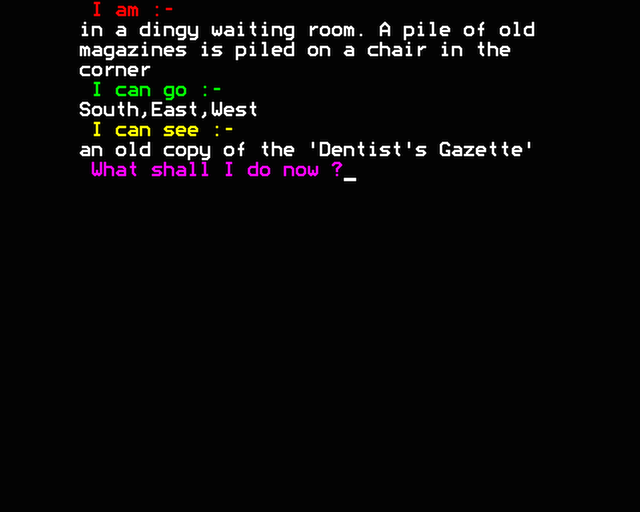 I am :-
in a dingy waiting room. A pile of old
magazines is piled on a chair in the
corner
I can go :-
South,East,West
I can see :-
an old copy of the 'Dentist's Gazette'
What shall I do now ?_